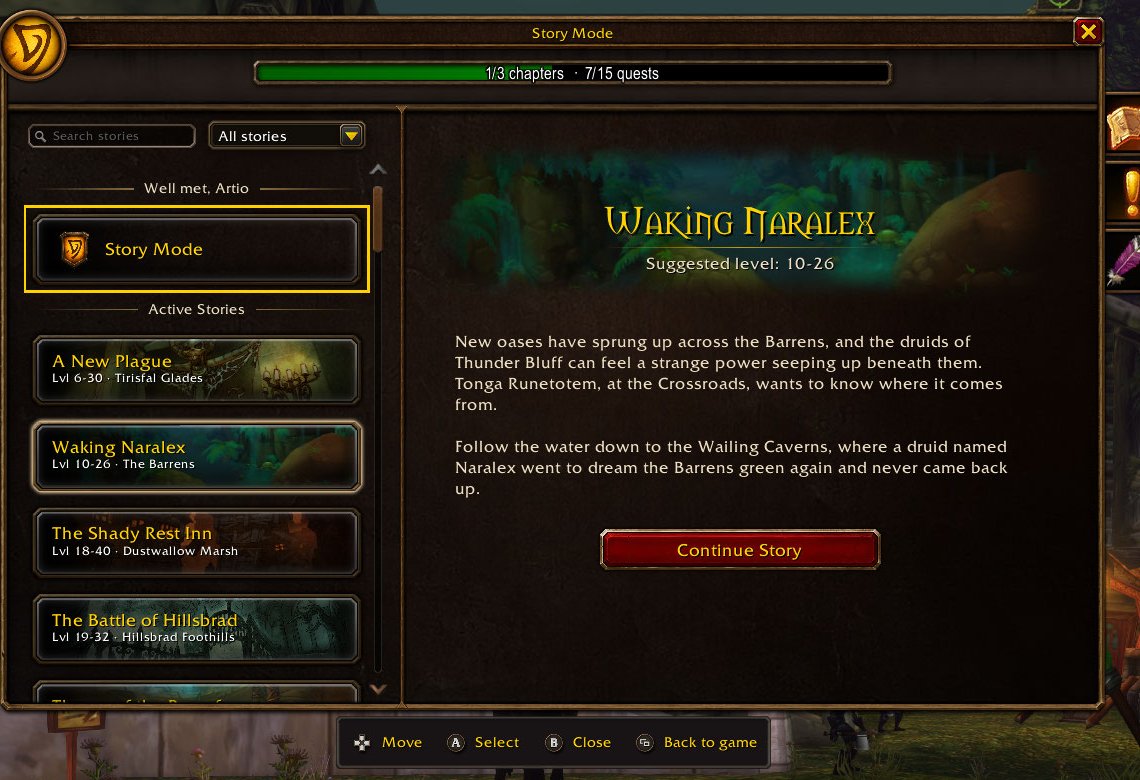 Story Mode
1/3 chapters · 7/15 quests
Search stories
All stories
Well met, Artio
Story Mode
Active Stories
A New Plague
Lvl 6-30 · Tirisfal Glades
Waking Naralex
Lvl 10-26 · The Barrens
The Shady Rest Inn
Lvl 18-40 · Dustwallow Marsh
The Battle of Hillsbrad
Lvl 19-32 · Hillsbrad Foothills
Waking Naralex
Suggested level: 10-26
New oases have sprung up across the Barrens, and the druids of
Thunder Bluff can feel a strange power seeping up beneath them.
Tonga Runetotem, at the Crossroads, wants to know where it comes
from.
Follow the water down to the Wailing Caverns, where a druid named
Naralex went to dream the Barrens green again and never came back
up.
Continue Story
Move
A Select
B Close
Back to game